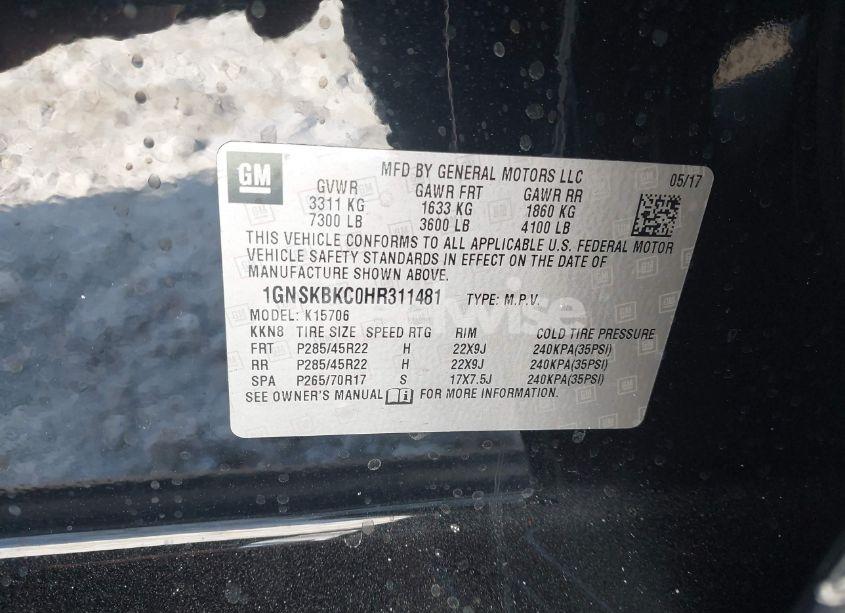 GM
MFD BY GENERAL MOTORS LLC 05/17
GVWR GAWR FRT GAWR RR
3311 KG 1633 KG 1860 KG
7300 LB 3600 LB 4100 LB
THIS VEHICLE CONFORMS TO ALL APPLICABLE U.S. FEDERAL MOTOR
VEHICLE SAFETY STANDARDS IN EFFECT ON THE DATE OF
MANUFACTURE SHOWN ABOVE.
1GNSKBKC0HR311481 TYPE: M.P.V.
MODEL: K15706
KKN8 TIRE SIZE SPEED RTG RIM COLD TIRE PRESSURE
FRT P285/45R22 H 22X9J 240KPA(35PSI)
RR P285/45R22 H 22X9J 240KPA(35PSI)
SPA P265/70R17 S 17X7.5J 240KPA(35PSI)
SEE OWNER'S MANUAL FOR MORE INFORMATION.